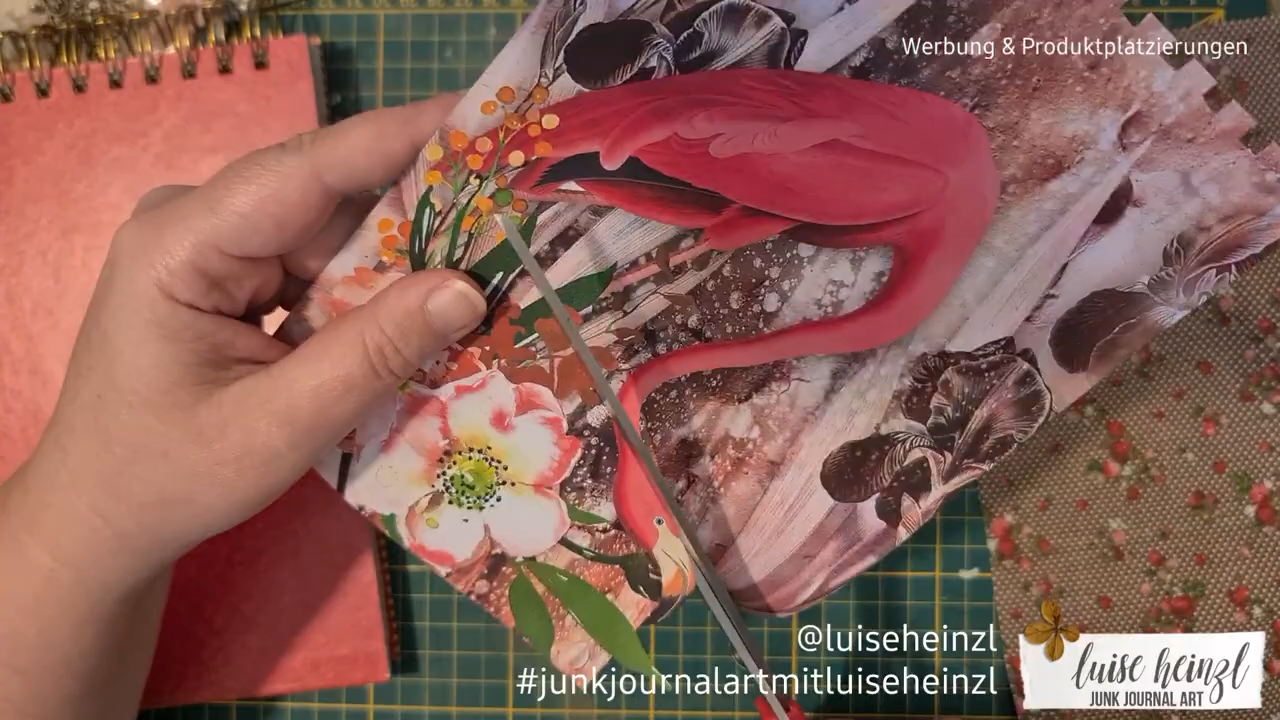 Werbung & Produktplatzierungen
@luiseheinzl
#junkjournalartmitluiseheinzl
luise heinzl
JUNK JOURNAL ART